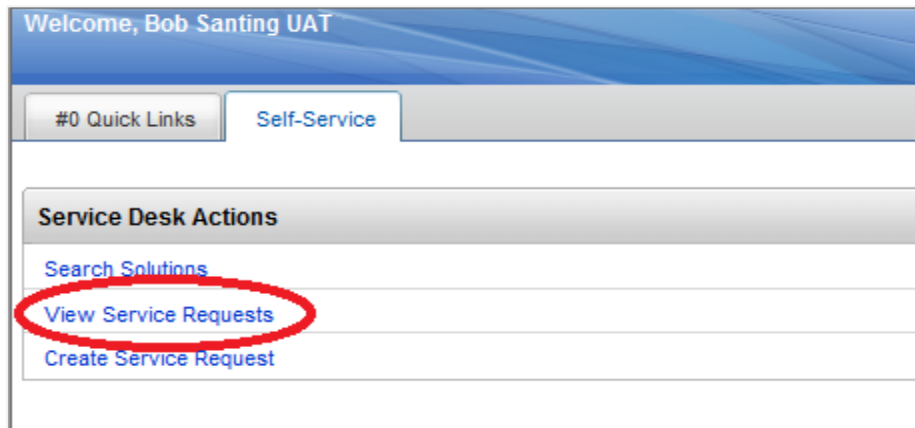 Welcome, Bob Santing UAT
#0 Quick Links Self-Service
Service Desk Actions
Search Solutions
View Service Requests
Create Service Request